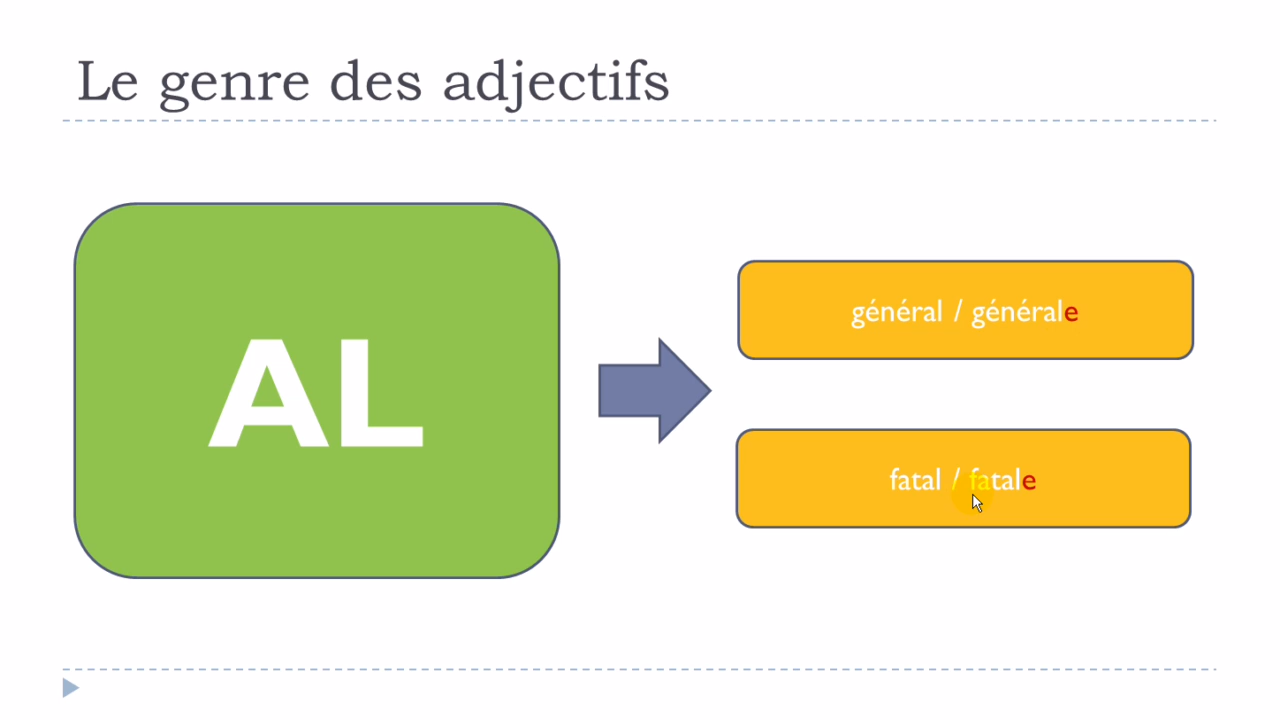 Le genre des adjectifs
AL
général / générale
fatal / fatale